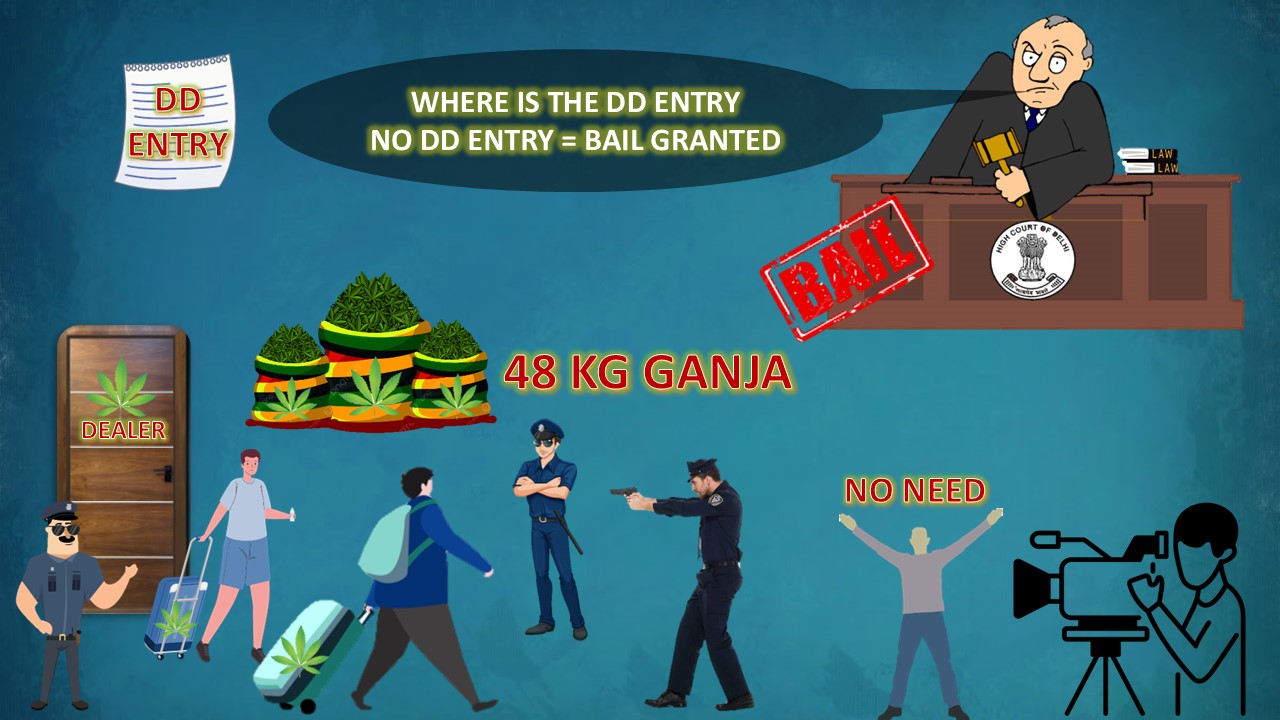 DD
ENTRY
WHERE IS THE DD ENTRY
NO DD ENTRY = BAIL GRANTED
LAW
LAW
BAIL
HIGH COURT OF DELHI
सत्यमेव जयते
48 KG GANJA
DEALER
NO NEED